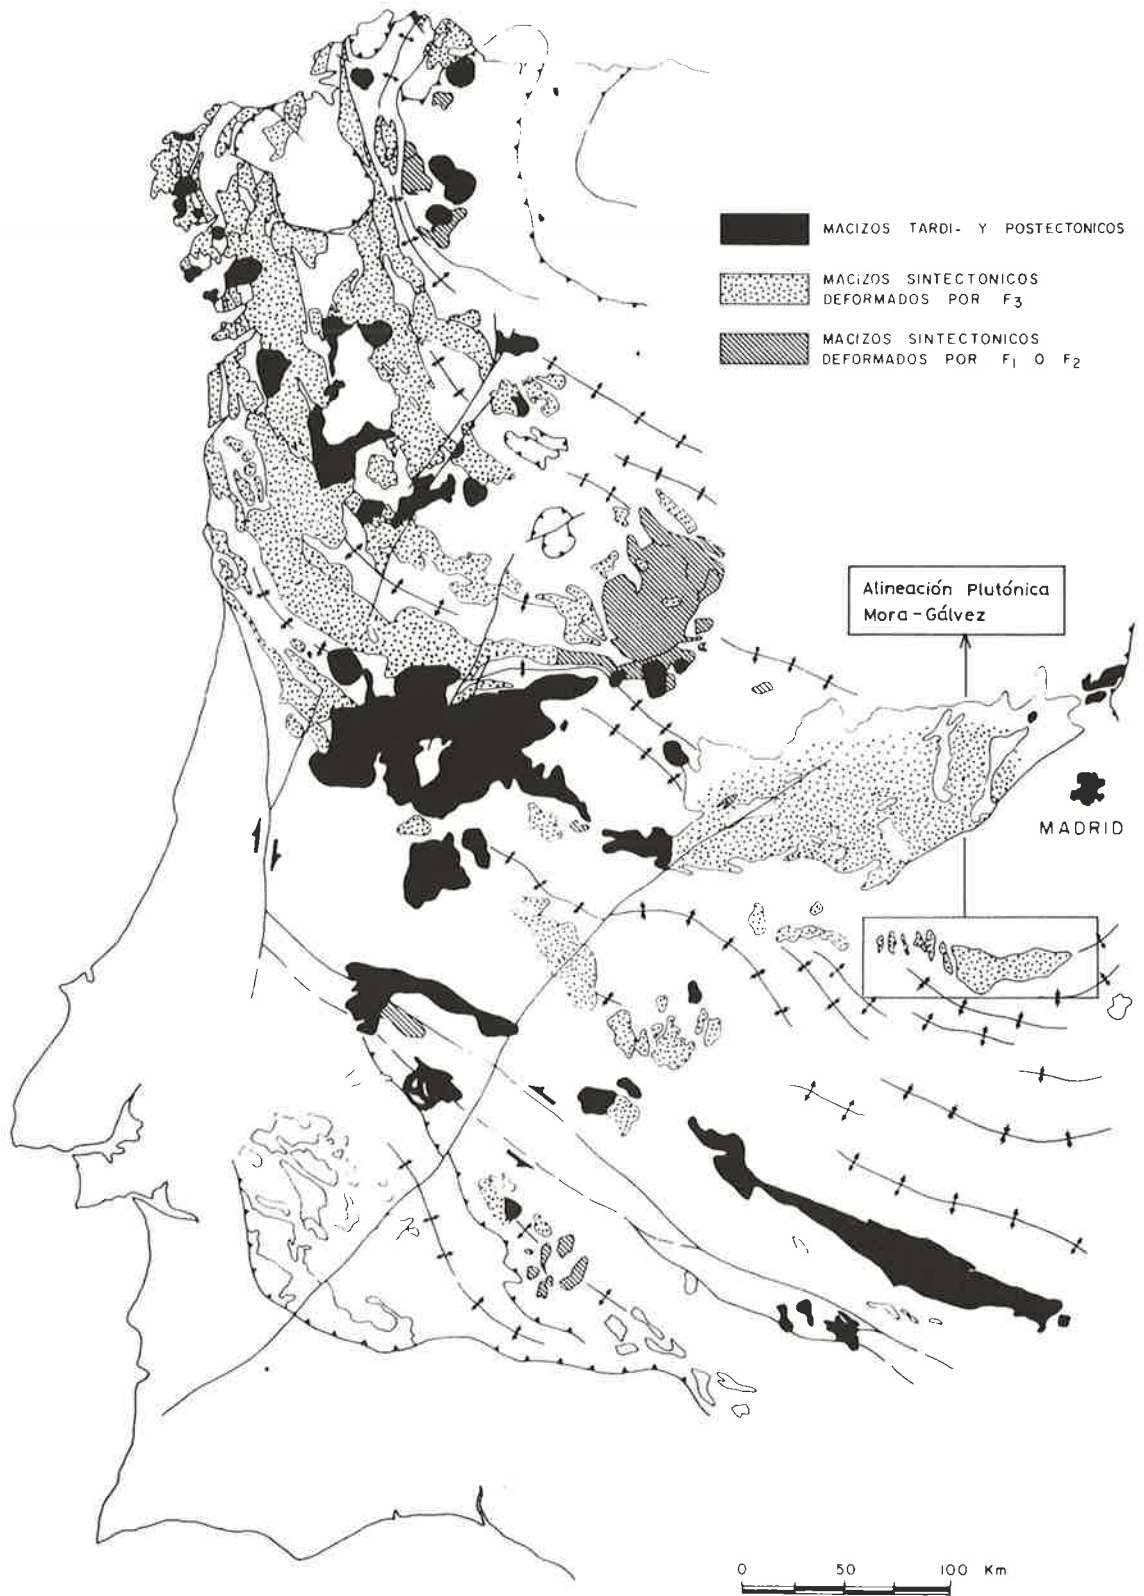 MACIZOS TARDI- Y POSTECTONICOS
MACIZOS SINTECTONICOS
DEFORMADOS POR F3
MACIZOS SINTECTONICOS
DEFORMADOS POR F1 O F2
Alineación Plutónica
Mora-Gálvez
MADRID
0 50 100 Km